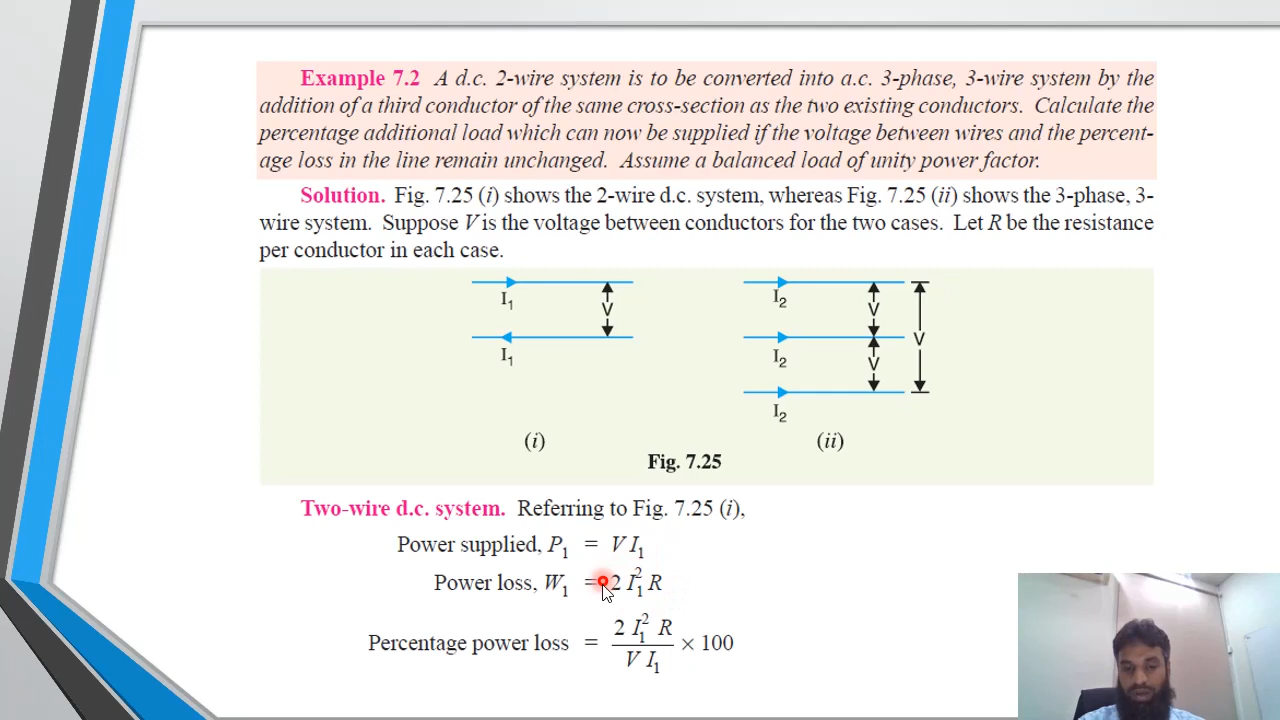 Example 7.2 A d.c. 2-wire system is to be converted into a.c. 3-phase, 3-wire system by the
addition of a third conductor of the same cross-section as the two existing conductors. Calculate the
percentage additional load which can now be supplied if the voltage between wires and the percent-
age loss in the line remain unchanged. Assume a balanced load of unity power factor.
Solution. Fig. 7.25 (i) shows the 2-wire d.c. system, whereas Fig. 7.25 (ii) shows the 3-phase, 3-
wire system. Suppose V is the voltage between conductors for the two cases. Let R be the resistance
per conductor in each case.
I₁ V
I₁
I₂ V
I₂ V V
I₂
(i) (ii)
Fig. 7.25
Two-wire d.c. system. Referring to Fig. 7.25 (i),
Power supplied, P₁ = V I₁
Power loss, W₁ = 2 I₁² R
Percentage power loss = 2 I₁² R / V I₁ × 100